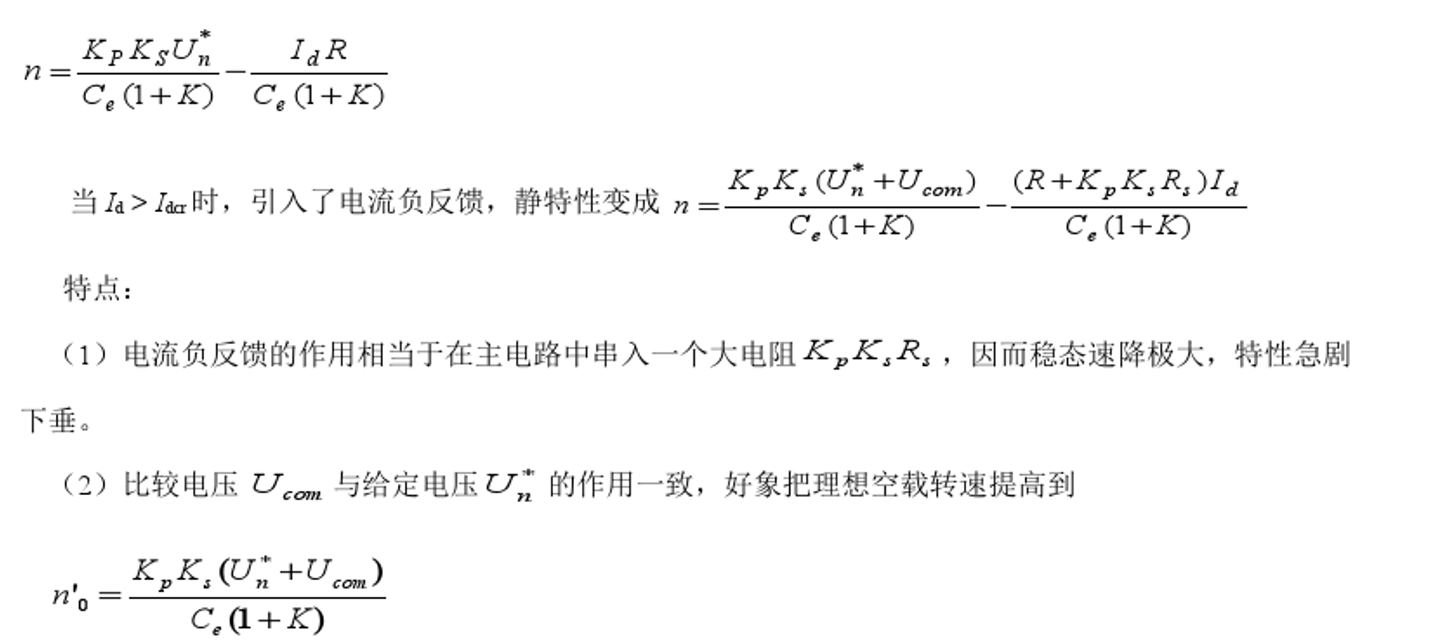 n = \frac{K_P K_S U_n^*}{C_e(1+K)} - \frac{I_d R}{C_e(1+K)}
当 I_d > I_{dcr} 时，引入了电流负反馈，静特性变成 n = \frac{K_p K_s (U_n^* + U_{com})}{C_e(1+K)} - \frac{(R + K_p K_s R_s) I_d}{C_e(1+K)}
特点：
（1）电流负反馈的作用相当于在主电路中串入一个大电阻 K_p K_s R_s，因而稳态速降极大，特性急剧
下垂。
（2）比较电压 U_{com} 与给定电压 U_n^* 的作用一致，好象把理想空载转速提高到
n'_0 = \frac{K_p K_s (U_n^* + U_{com})}{C_e(1+K)}